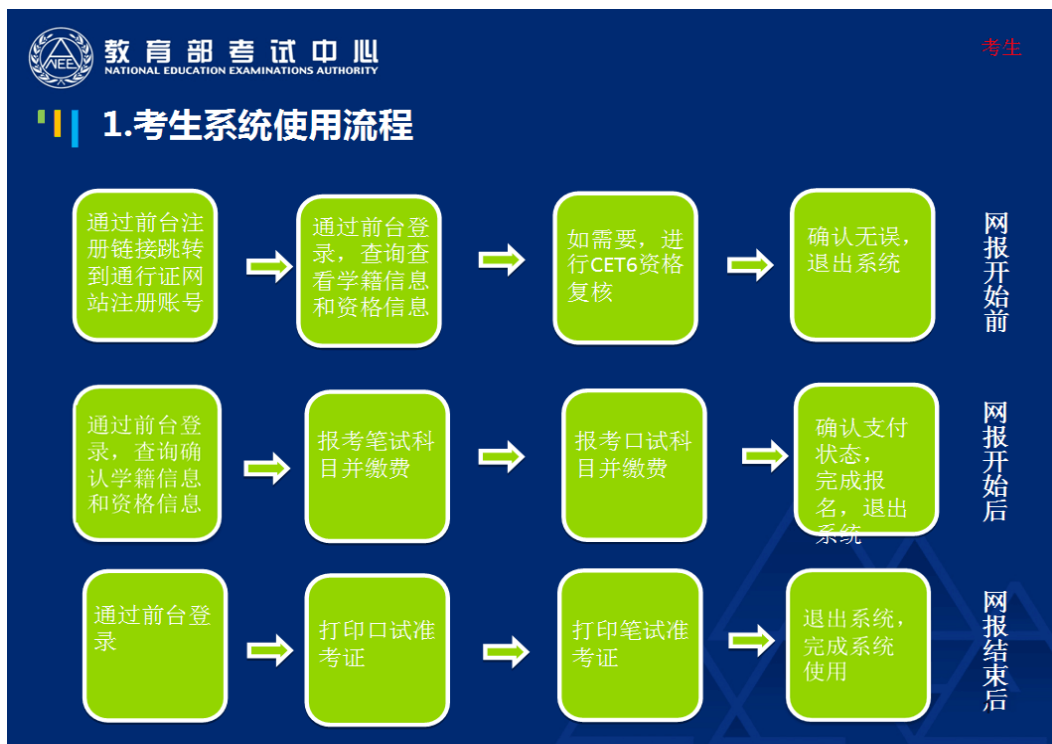 教育部考试中心
NEE
NATIONAL EDUCATION EXAMINATIONS AUTHORITY
考生
1.考生系统使用流程
通过前台注
册链接跳转
到通行证网
站注册账号
通过前台登
录，查询查
看学籍信息
和资格信息
如需要，进
行CET6资格
复核
确认无误，
退出系统
网报开始前
通过前台登
录，查询确
认学籍信息
和资格信息
报考笔试科
目并缴费
报考口试科
目并缴费
确认支付
状态，
完成报
名，退出
系统
网报开始后
通过前台登
录
打印口试准
考证
打印笔试准
考证
退出系统，
完成系统
使用
网报结束后